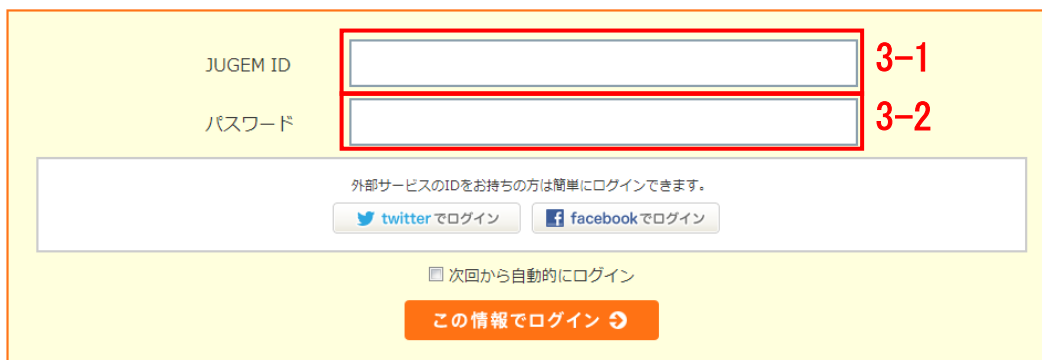 JUGEM ID 3-1
パスワード 3-2
外部サービスのIDをお持ちの方は簡単にログインできます。
twitterでログイン facebookでログイン
次回から自動的にログイン
この情報でログイン